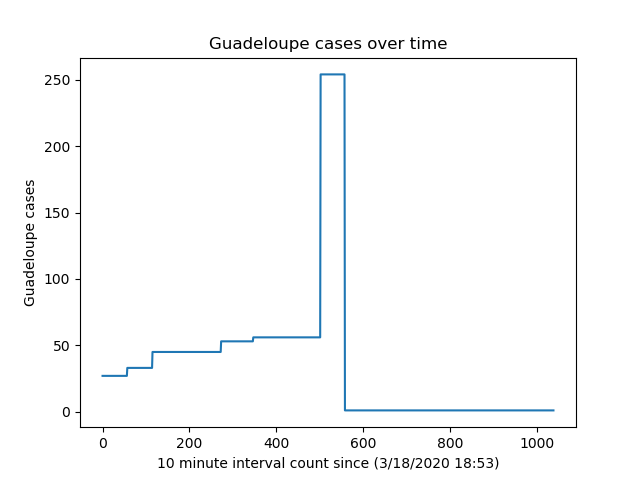 Guadeloupe cases over time
250
200
150
100
50
0
Guadeloupe cases
0 200 400 600 800 1000
10 minute interval count since (3/18/2020 18:53)